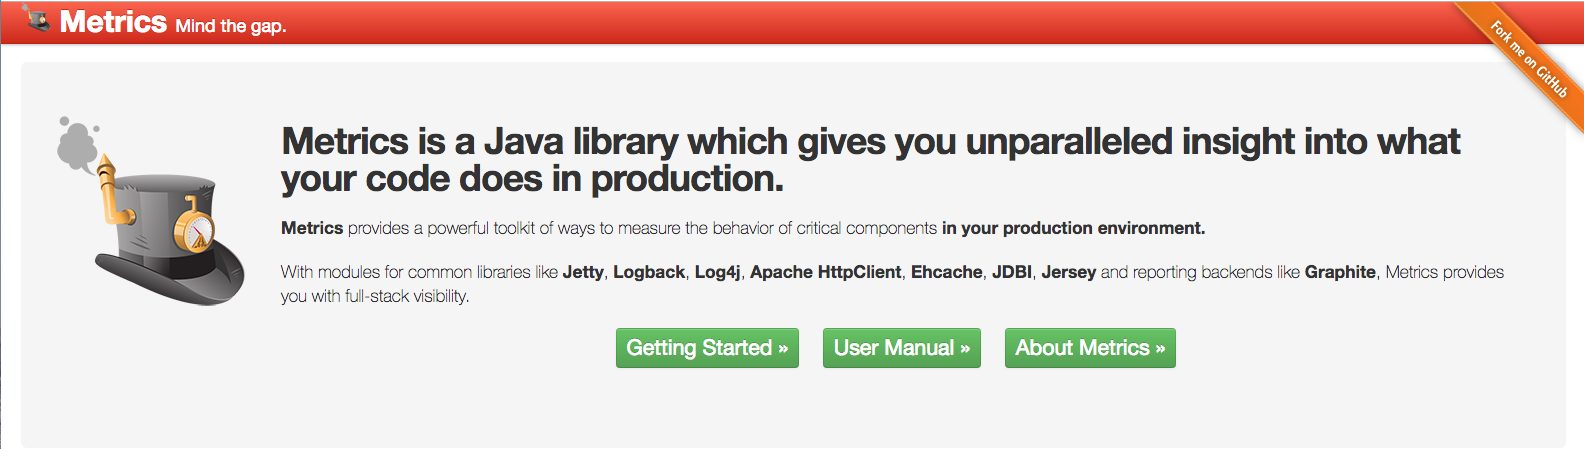 Metrics Mind the gap.
Fork me on GitHub
Metrics is a Java library which gives you unparalleled insight into what
your code does in production.
Metrics provides a powerful toolkit of ways to measure the behavior of critical components in your production environment.
With modules for common libraries like Jetty, Logback, Log4j, Apache HttpClient, Ehcache, JDBI, Jersey and reporting backends like Graphite, Metrics provides
you with full-stack visibility.
Getting Started » User Manual » About Metrics »